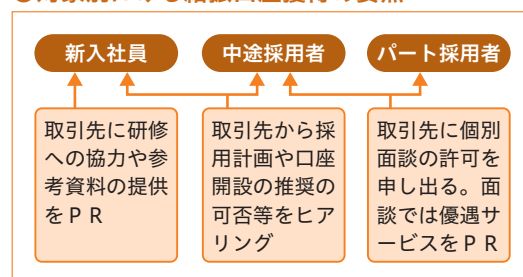 新入社員
中途採用者
パート採用者
取引先に研修
への協力や参
考資料の提供
をＰＲ
取引先から採
用計画や口座
開設の推奨の
可否等をヒア
リング
取引先に個別
面談の許可を
申し出る。面
談では優遇サ
ービスをＰＲ